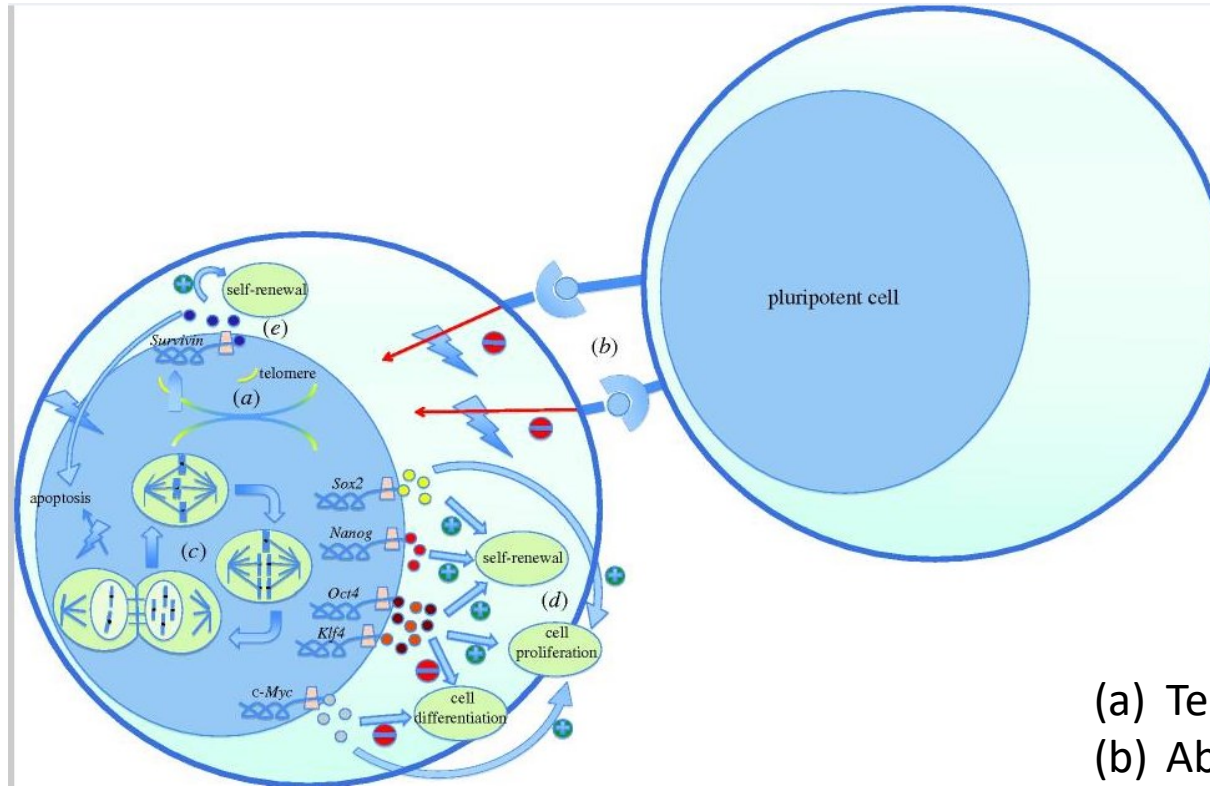 self-renewal
(e)
Survivin
telomere
(a)
(b)
pluripotent cell
apoptosis
Sox2
Nanog
(c)
self-renewal
Oct4
(d)
Klf4
cell
proliferation
c-Myc
cell
differentiation
(a) Te
(b) Ab